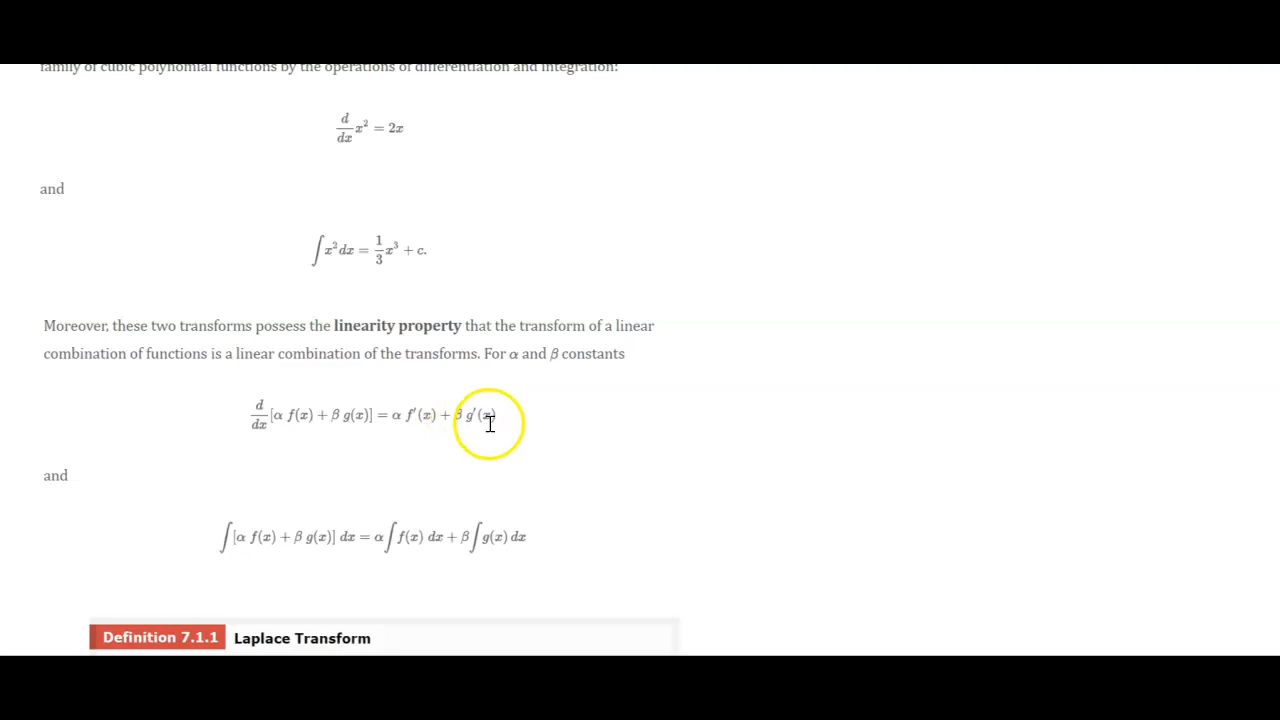 family of cubic polynomial functions by the operations of differentiation and integration:
d/dx x² = 2x
and
∫x²dx = 1/3 x³ + c.
Moreover, these two transforms possess the linearity property that the transform of a linear
combination of functions is a linear combination of the transforms. For α and β constants
d/dx [α f(x) + β g(x)] = α f′(x) + β g′(x)
and
∫[α f(x) + β g(x)] dx = α∫f(x) dx + β∫g(x) dx
Definition 7.1.1 Laplace Transform